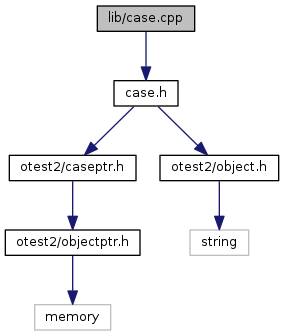 lib/case.cpp
case.h
otest2/caseptr.h
otest2/object.h
otest2/objectptr.h
string
memory